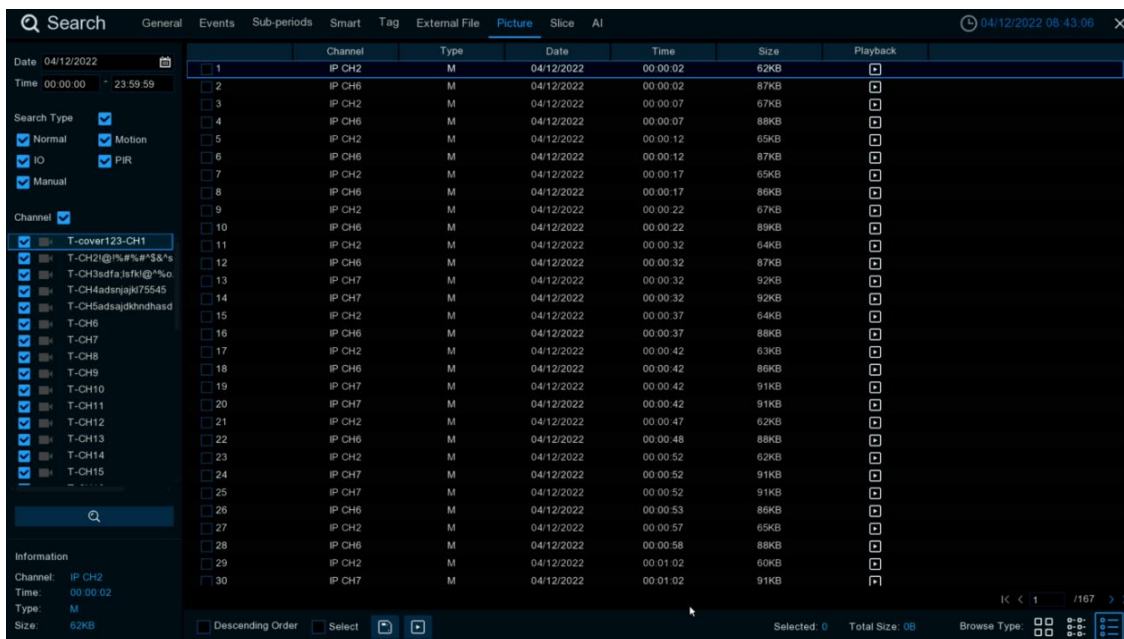 Search General Events Sub-periods Smart Tag External File Picture Slice AI 04/12/2022 08:43:06
Date 04/12/2022
Time 00:00:00 - 23:59:59
Search Type
Normal Motion
IO PIR
Manual
Channel
T-cover123-CH1
T-CH2!@!%#%#^$&^s
T-CH3sdfa;lsfk!@^%o
T-CH4adsnjajkl75545
T-CH5adsajdkhndhasd
T-CH6
T-CH7
T-CH8
T-CH9
T-CH10
T-CH11
T-CH12
T-CH13
T-CH14
T-CH15
Information
Channel: IP CH2
Time: 00:00:02
Type: M
Size: 62KB
Channel Type Date Time Size Playback
1 IP CH2 M 04/12/2022 00:00:02 62KB
2 IP CH6 M 04/12/2022 00:00:02 87KB
3 IP CH2 M 04/12/2022 00:00:07 67KB
4 IP CH6 M 04/12/2022 00:00:07 88KB
5 IP CH2 M 04/12/2022 00:00:12 65KB
6 IP CH6 M 04/12/2022 00:00:12 87KB
7 IP CH2 M 04/12/2022 00:00:17 65KB
8 IP CH6 M 04/12/2022 00:00:17 86KB
9 IP CH2 M 04/12/2022 00:00:22 67KB
10 IP CH6 M 04/12/2022 00:00:22 89KB
11 IP CH2 M 04/12/2022 00:00:32 64KB
12 IP CH6 M 04/12/2022 00:00:32 87KB
13 IP CH7 M 04/12/2022 00:00:32 92KB
14 IP CH7 M 04/12/2022 00:00:32 92KB
15 IP CH2 M 04/12/2022 00:00:37 64KB
16 IP CH6 M 04/12/2022 00:00:37 88KB
17 IP CH2 M 04/12/2022 00:00:42 63KB
18 IP CH6 M 04/12/2022 00:00:42 86KB
19 IP CH7 M 04/12/2022 00:00:42 91KB
20 IP CH7 M 04/12/2022 00:00:42 91KB
21 IP CH2 M 04/12/2022 00:00:47 62KB
22 IP CH6 M 04/12/2022 00:00:48 88KB
23 IP CH2 M 04/12/2022 00:00:52 62KB
24 IP CH7 M 04/12/2022 00:00:52 91KB
25 IP CH7 M 04/12/2022 00:00:52 91KB
26 IP CH6 M 04/12/2022 00:00:53 86KB
27 IP CH2 M 04/12/2022 00:00:57 65KB
28 IP CH6 M 04/12/2022 00:00:58 88KB
29 IP CH2 M 04/12/2022 00:01:02 60KB
30 IP CH7 M 04/12/2022 00:01:02 91KB
1 /167
Descending Order Select Selected: 0 Total Size: 0B Browse Type: